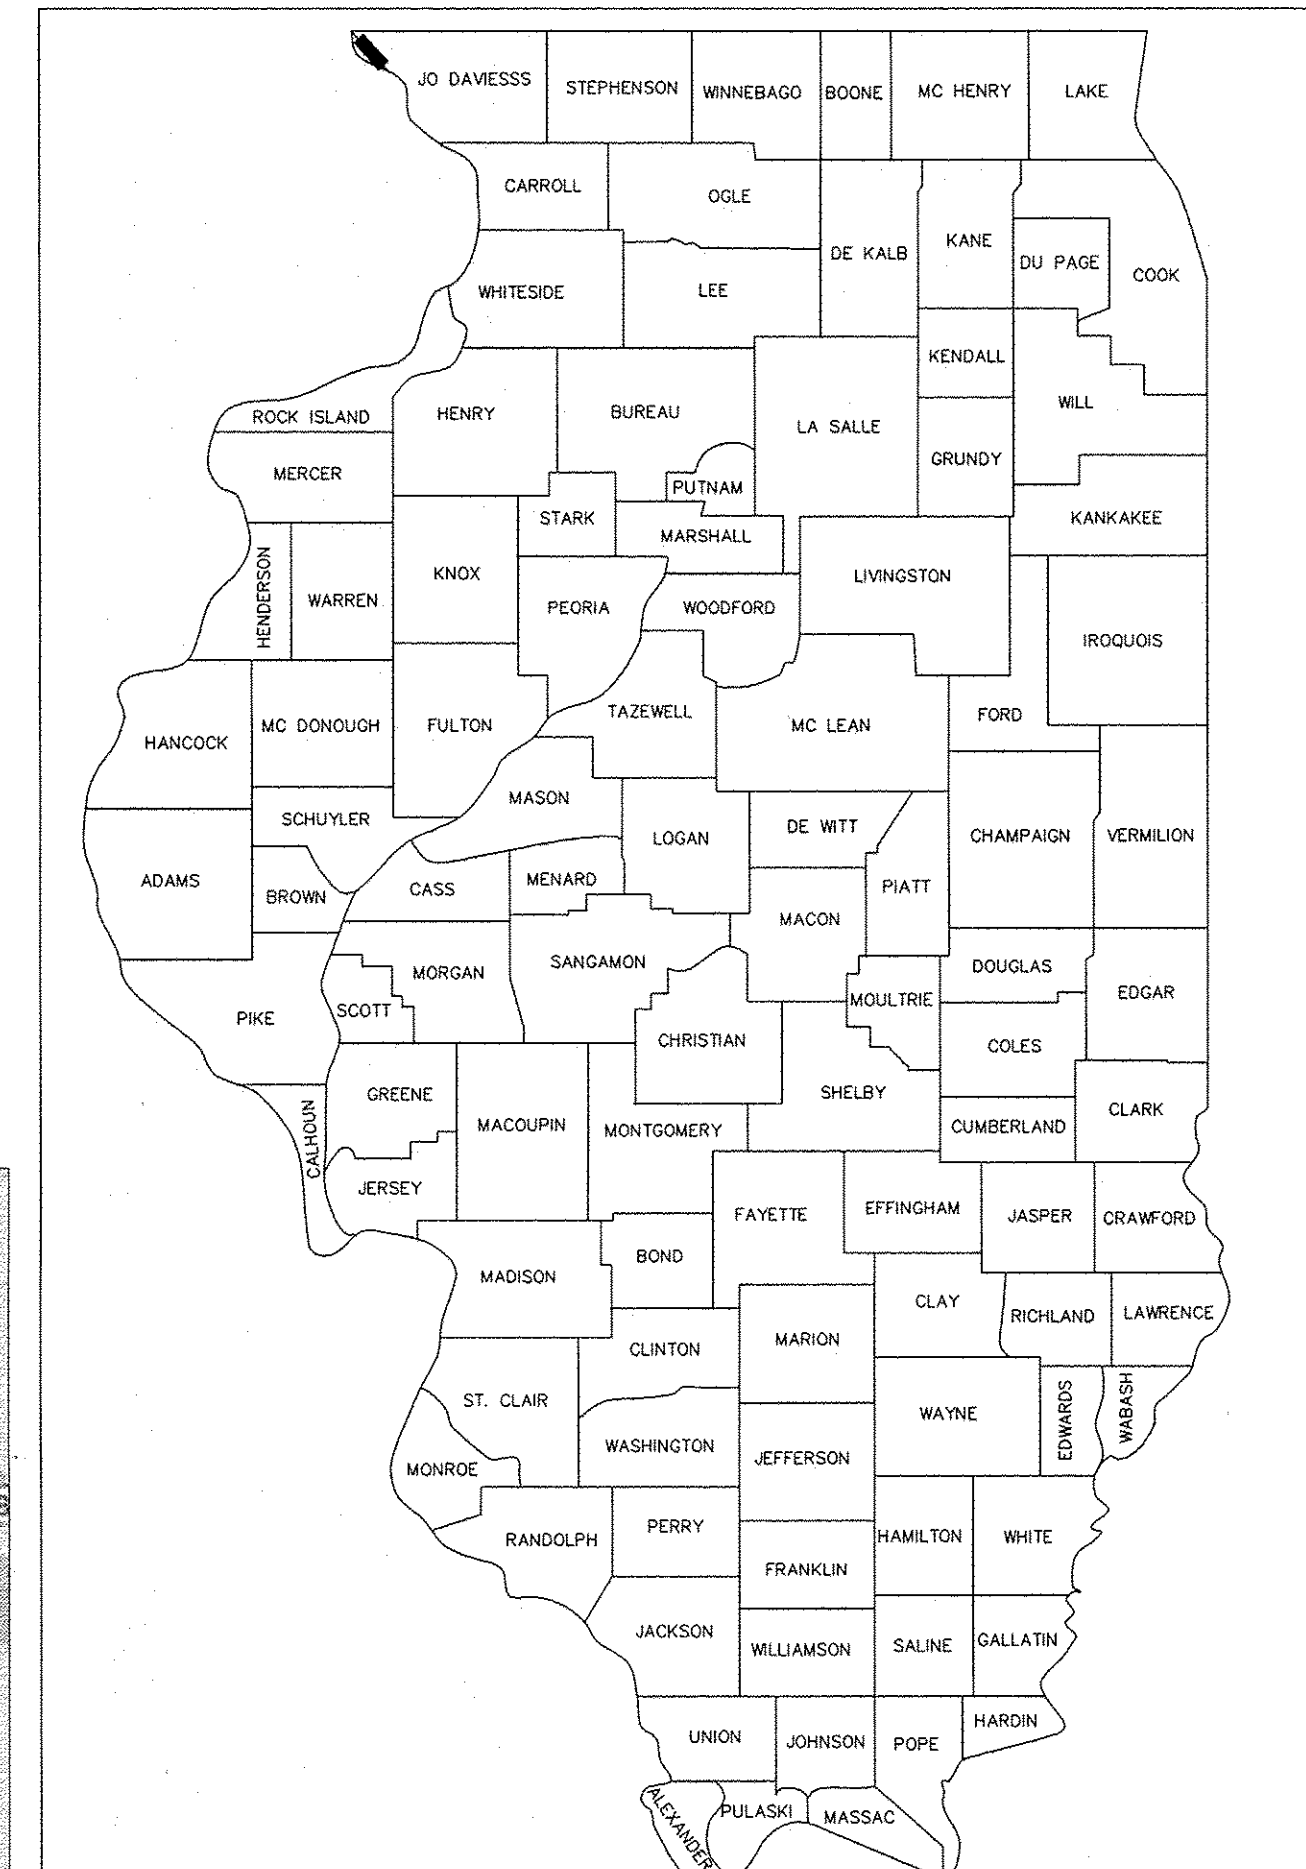 JO DAVIESSS
STEPHENSON
WINNEBAGO
BOONE
MC HENRY
LAKE
CARROLL
OGLE
DE KALB
KANE
DU PAGE
COOK
WHITESIDE
LEE
KENDALL
ROCK ISLAND
HENRY
BUREAU
LA SALLE
WILL
MERCER
PUTNAM
GRUNDY
STARK
MARSHALL
KANKAKEE
HENDERSON
WARREN
KNOX
PEORIA
WOODFORD
LIVINGSTON
IROQUOIS
HANCOCK
MC DONOUGH
FULTON
TAZEWELL
MC LEAN
FORD
SCHUYLER
MASON
LOGAN
DE WITT
CHAMPAIGN
VERMILION
ADAMS
BROWN
CASS
MENARD
PIATT
MACON
PIKE
SCOTT
MORGAN
SANGAMON
CHRISTIAN
MOULTRIE
DOUGLAS
EDGAR
COLES
CALHOUN
GREENE
MACOUPIN
MONTGOMERY
SHELBY
CUMBERLAND
CLARK
JERSEY
FAYETTE
EFFINGHAM
JASPER
CRAWFORD
MADISON
BOND
CLAY
RICHLAND
LAWRENCE
CLINTON
MARION
ST. CLAIR
WAYNE
EDWARDS
WABASH
MONROE
WASHINGTON
JEFFERSON
RANDOLPH
PERRY
HAMILTON
WHITE
FRANKLIN
JACKSON
WILLIAMSON
SALINE
GALLATIN
UNION
JOHNSON
POPE
HARDIN
ALEXANDER
PULASKI
MASSAC